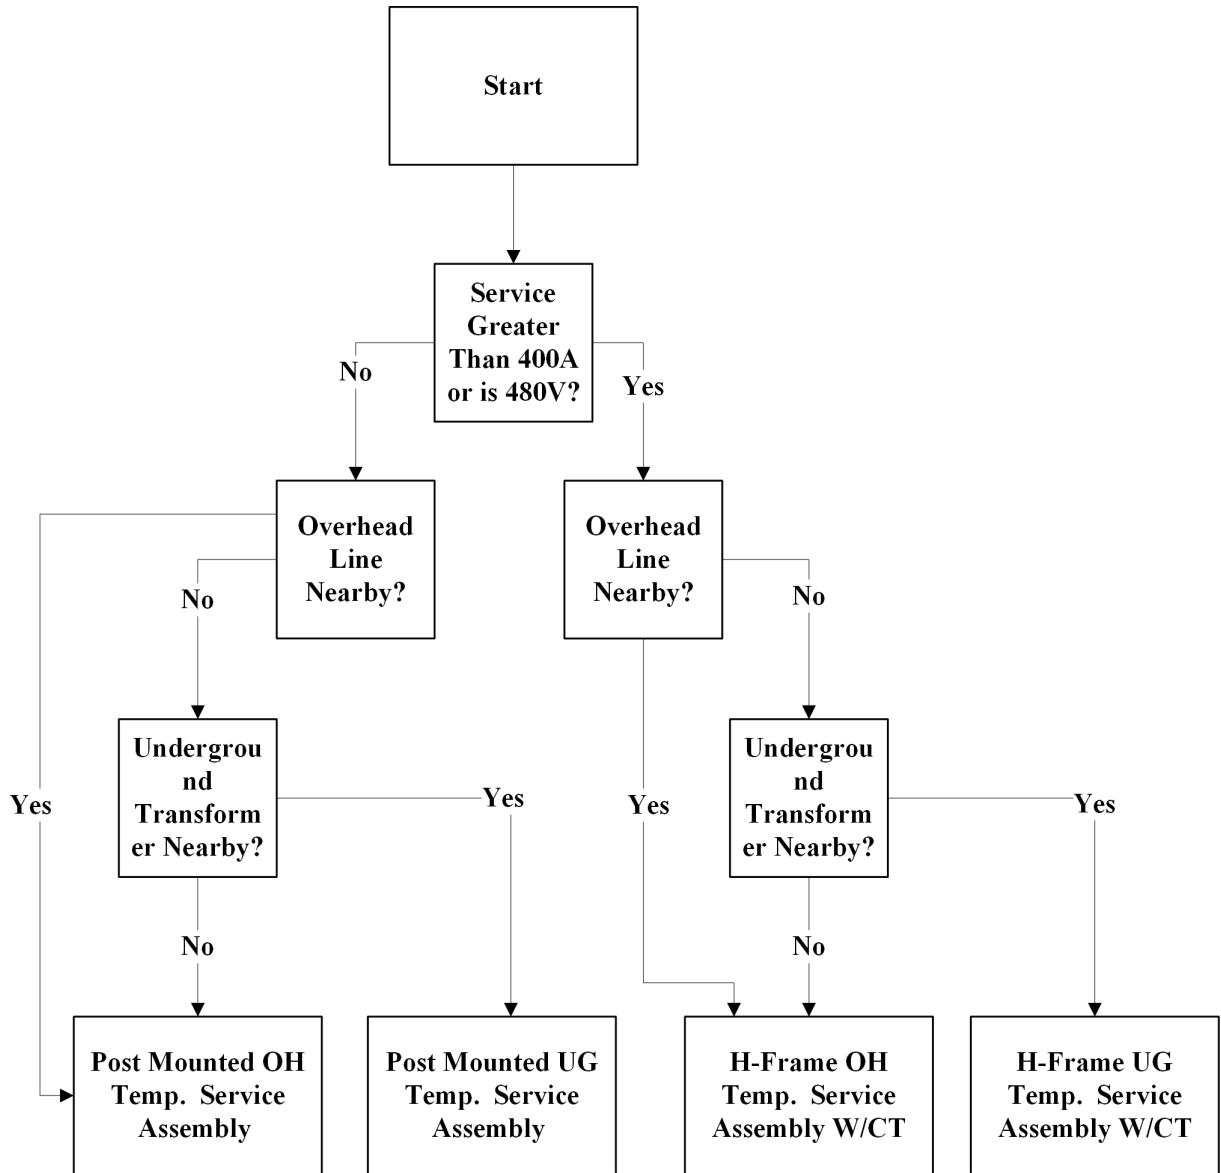 Start
Service
Greater
Than 400A
or is 480V?
No
Yes
Overhead
Line
Nearby?
Overhead
Line
Nearby?
No
No
Undergrou
nd
Transform
er Nearby?
Undergrou
nd
Transform
er Nearby?
Yes
Yes
Yes
Yes
No
No
Post Mounted OH
Temp. Service
Assembly
Post Mounted UG
Temp. Service
Assembly
H-Frame OH
Temp. Service
Assembly W/CT
H-Frame UG
Temp. Service
Assembly W/CT